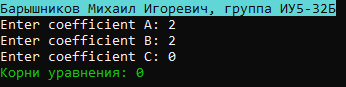 Барышников Михаил Игоревич, группа ИУ5-32Б
Enter coefficient A: 2
Enter coefficient B: 2
Enter coefficient C: 0
Корни уравнения: 0